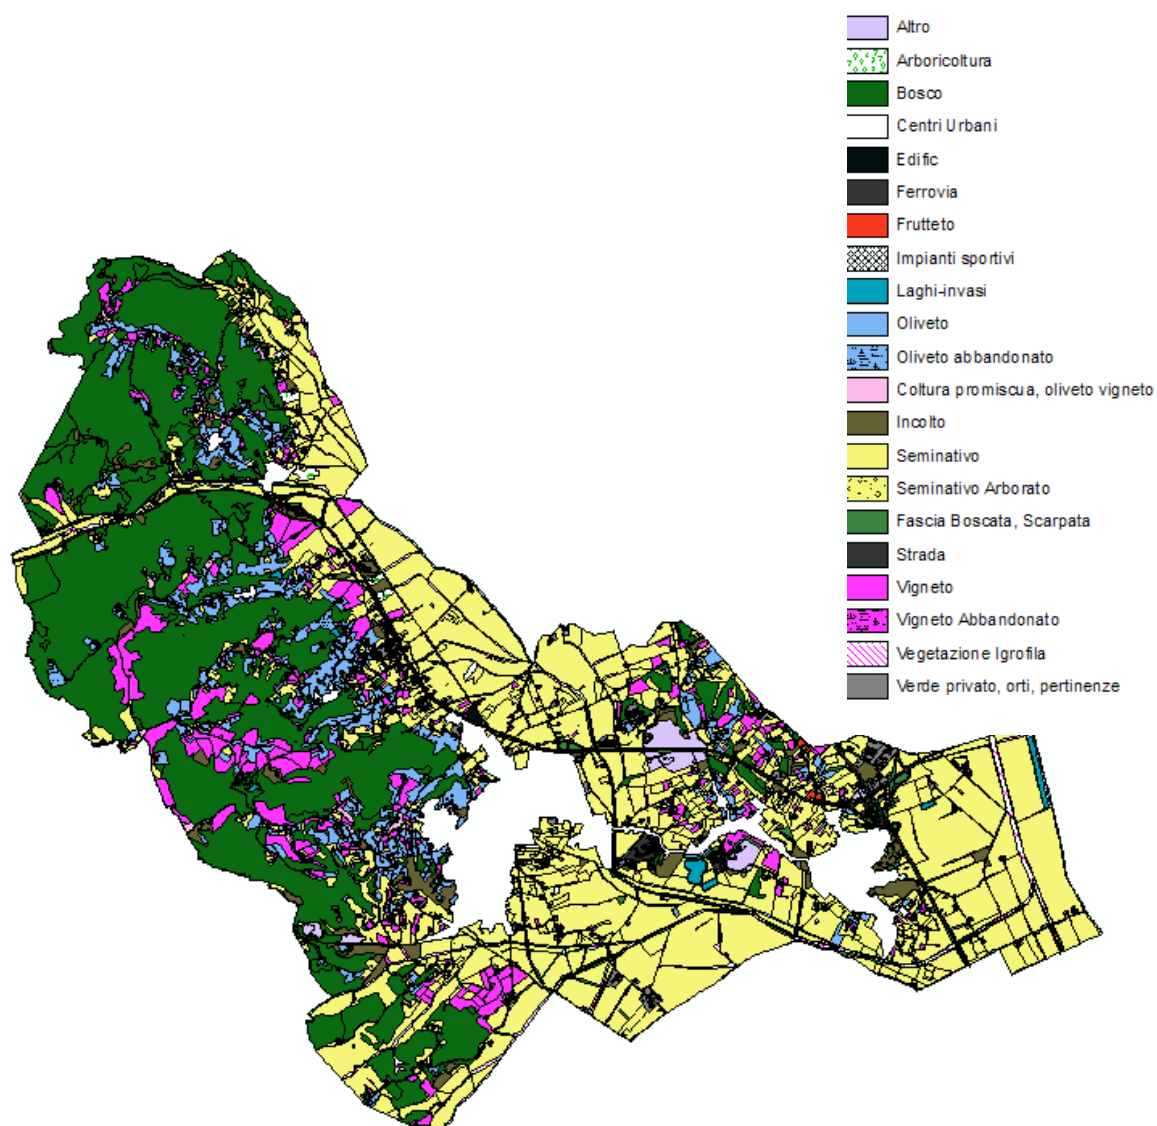 Altro
Arboricoltura
Bosco
Centri Urbani
Edific
Ferrovia
Frutteto
Impianti sportivi
Laghi-invasi
Oliveto
Oliveto abbandonato
Coltura promiscua, oliveto vigneto
Incolto
Seminativo
Seminativo Arborato
Fascia Boscata, Scarpata
Strada
Vigneto
Vigneto Abbandonato
Vegetazione Igrofila
Verde privato, orti, pertinenze